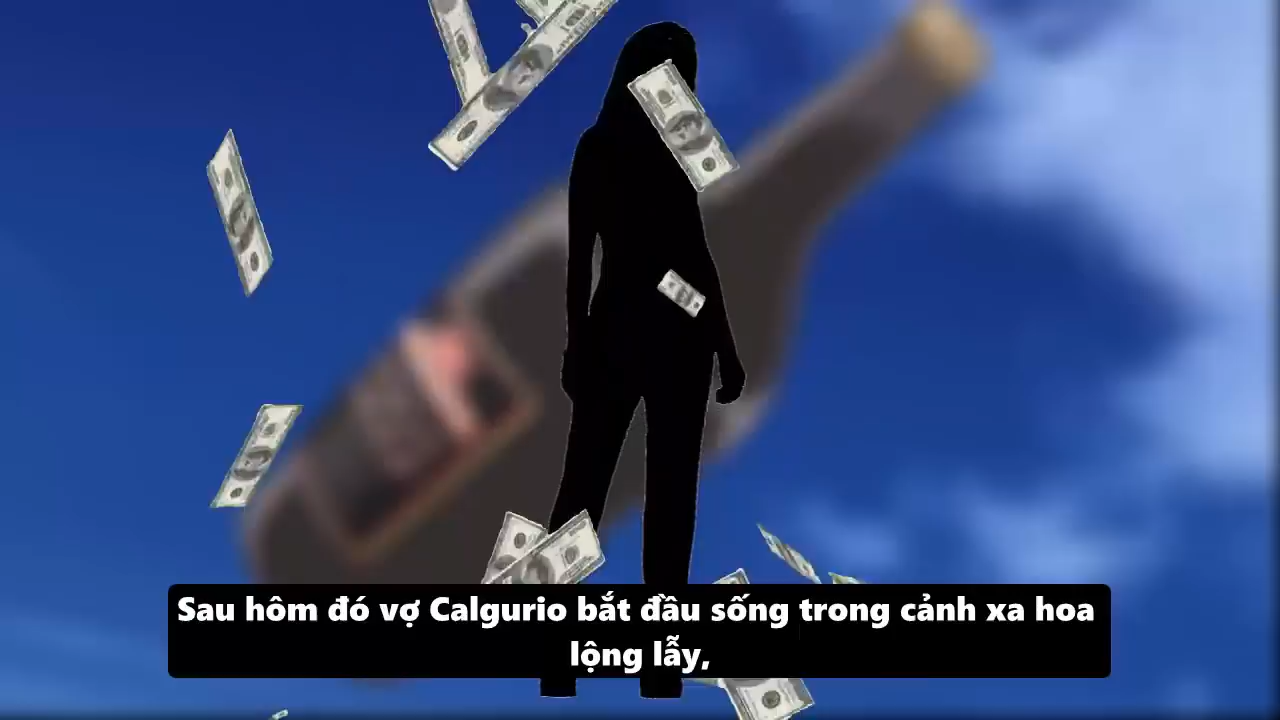 Sau hôm đó vợ Calgurio bắt đầu sống trong cảnh xa hoa
lộng lẫy,